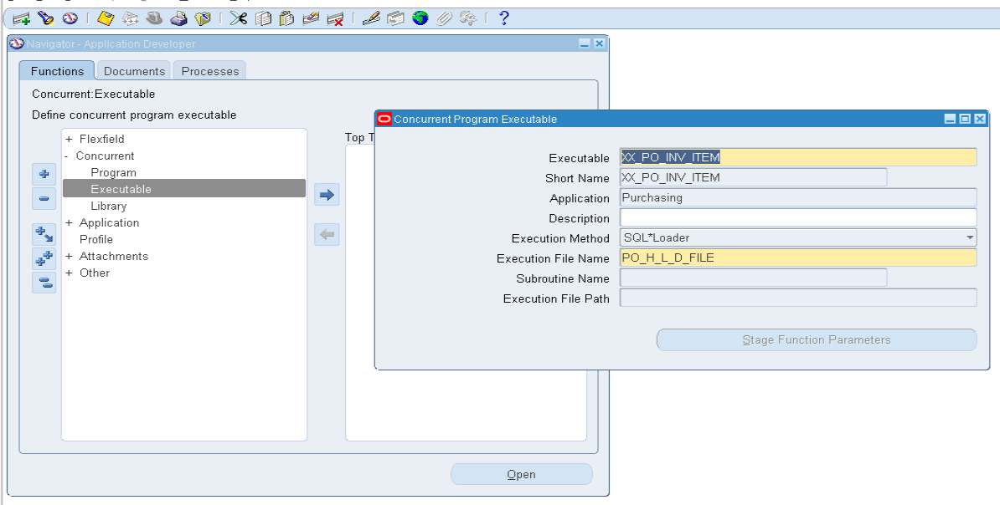 Navigator - Application Developer
Functions
Documents
Processes
Concurrent:Executable
Define concurrent program executable
+ Flexfield
- Concurrent
Program
Executable
Library
+ Application
Profile
+ Attachments
+ Other
Top T
Open
Concurrent Program Executable
Executable XX_PO_INV_ITEM
Short Name XX_PO_INV_ITEM
Application Purchasing
Description
Execution Method SQL*Loader
Execution File Name PO_H_L_D_FILE
Subroutine Name
Execution File Path
Stage Function Parameters